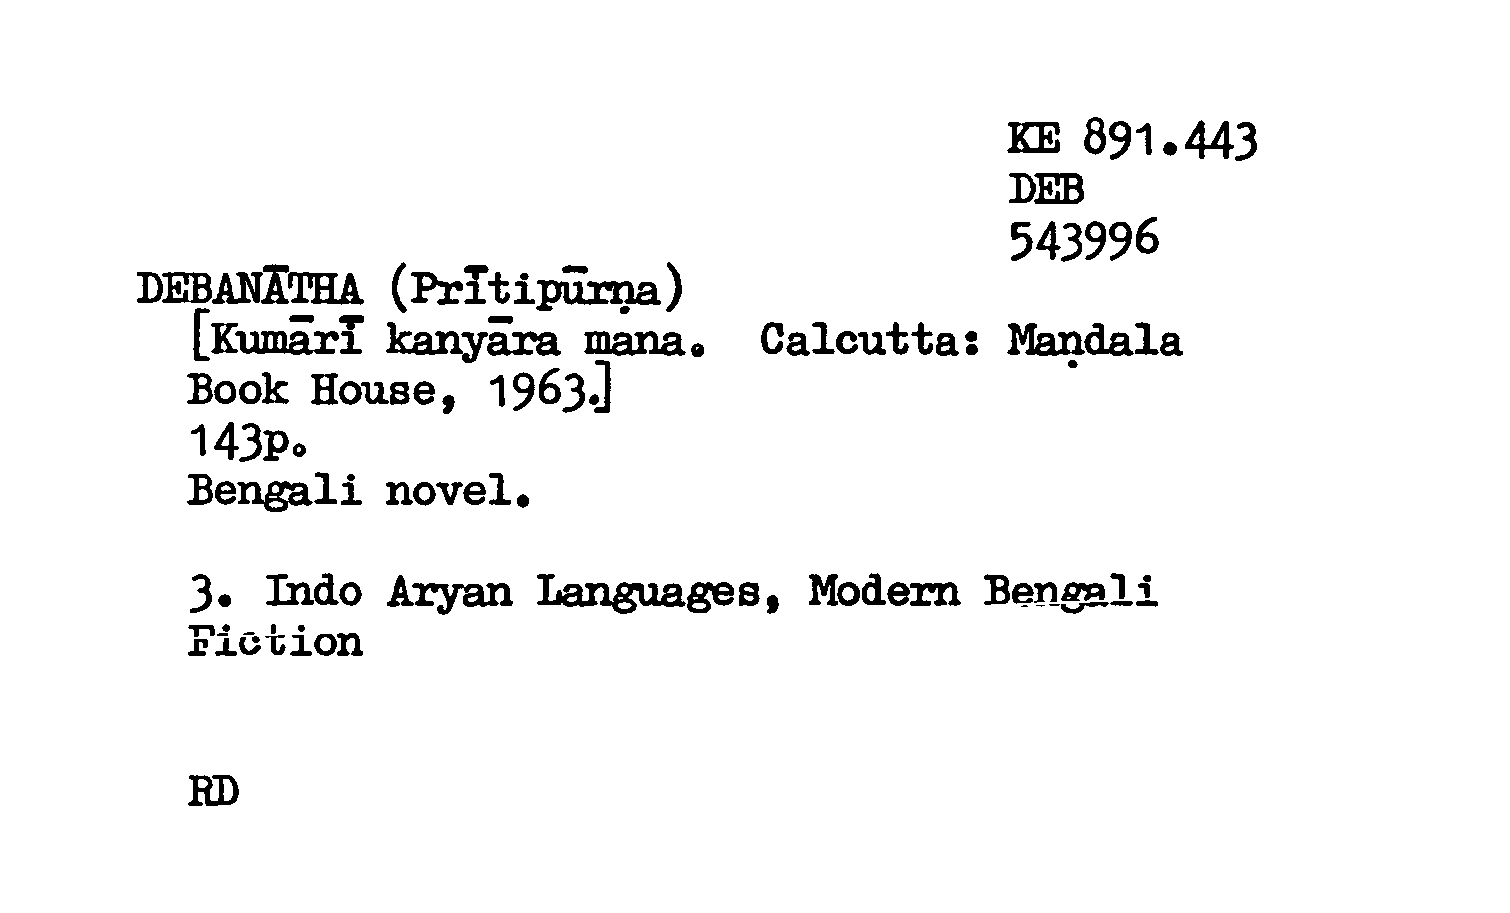 KE 891.443
DEB
543996
DEBANĀTHA (Prītipūrṇa)
[Kumārī kanyāra mana. Calcutta: Maṇdala
Book House, 1963.]
143p.
Bengali novel.
3. Indo Aryan Languages, Modern Bengali
Fiction
RD